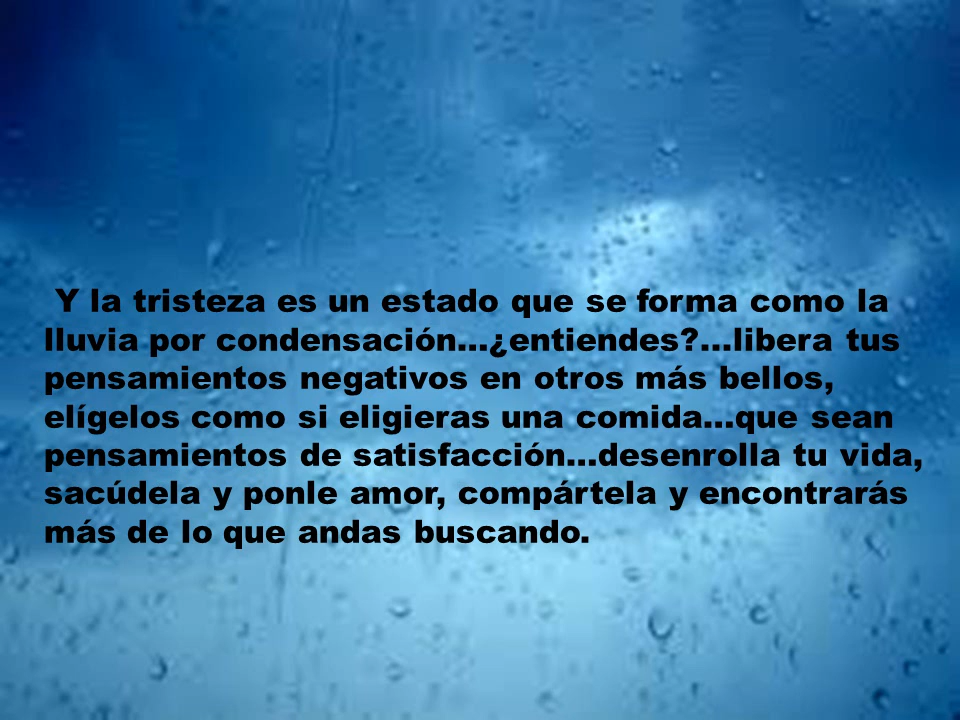 Y la tristeza es un estado que se forma como la
lluvia por condensación...¿entiendes?...libera tus
pensamientos negativos en otros más bellos,
elígelos como si eligieras una comida...que sean
pensamientos de satisfacción...desenrolla tu vida,
sacúdela y ponle amor, compártela y encontrarás
más de lo que andas buscando.